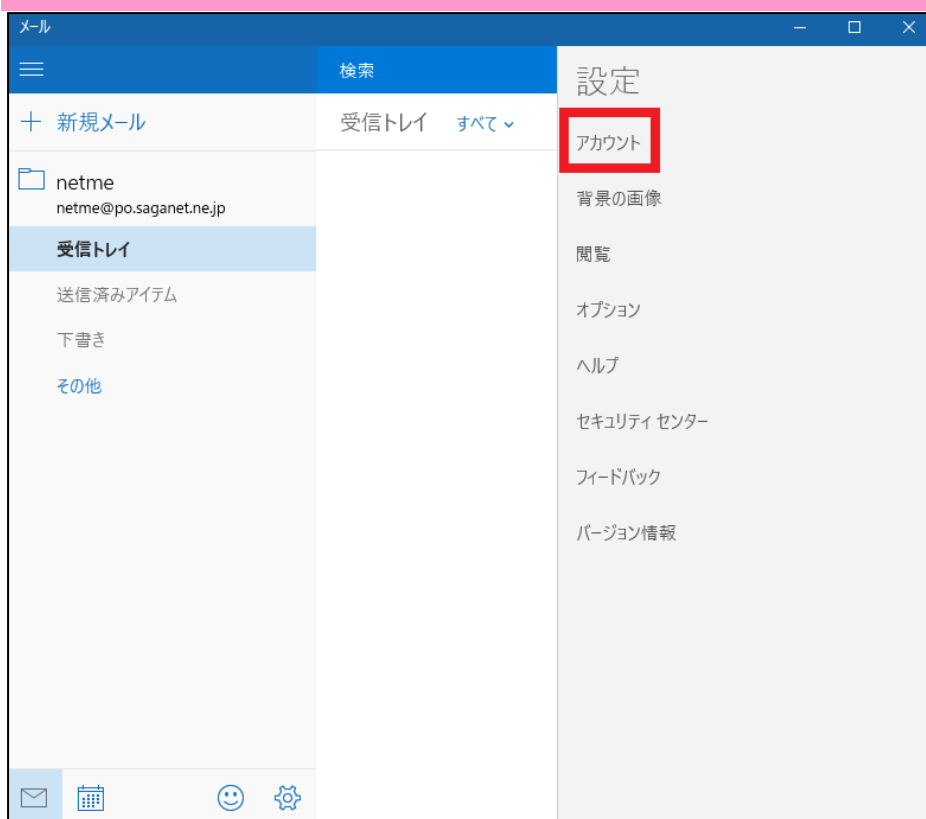 メール
検索
設定
新規メール
受信トレイ すべて
アカウント
netme
netme@po.saganet.ne.jp
背景の画像
受信トレイ
閲覧
送信済みアイテム
オプション
下書き
ヘルプ
その他
セキュリティ センター
フィードバック
バージョン情報